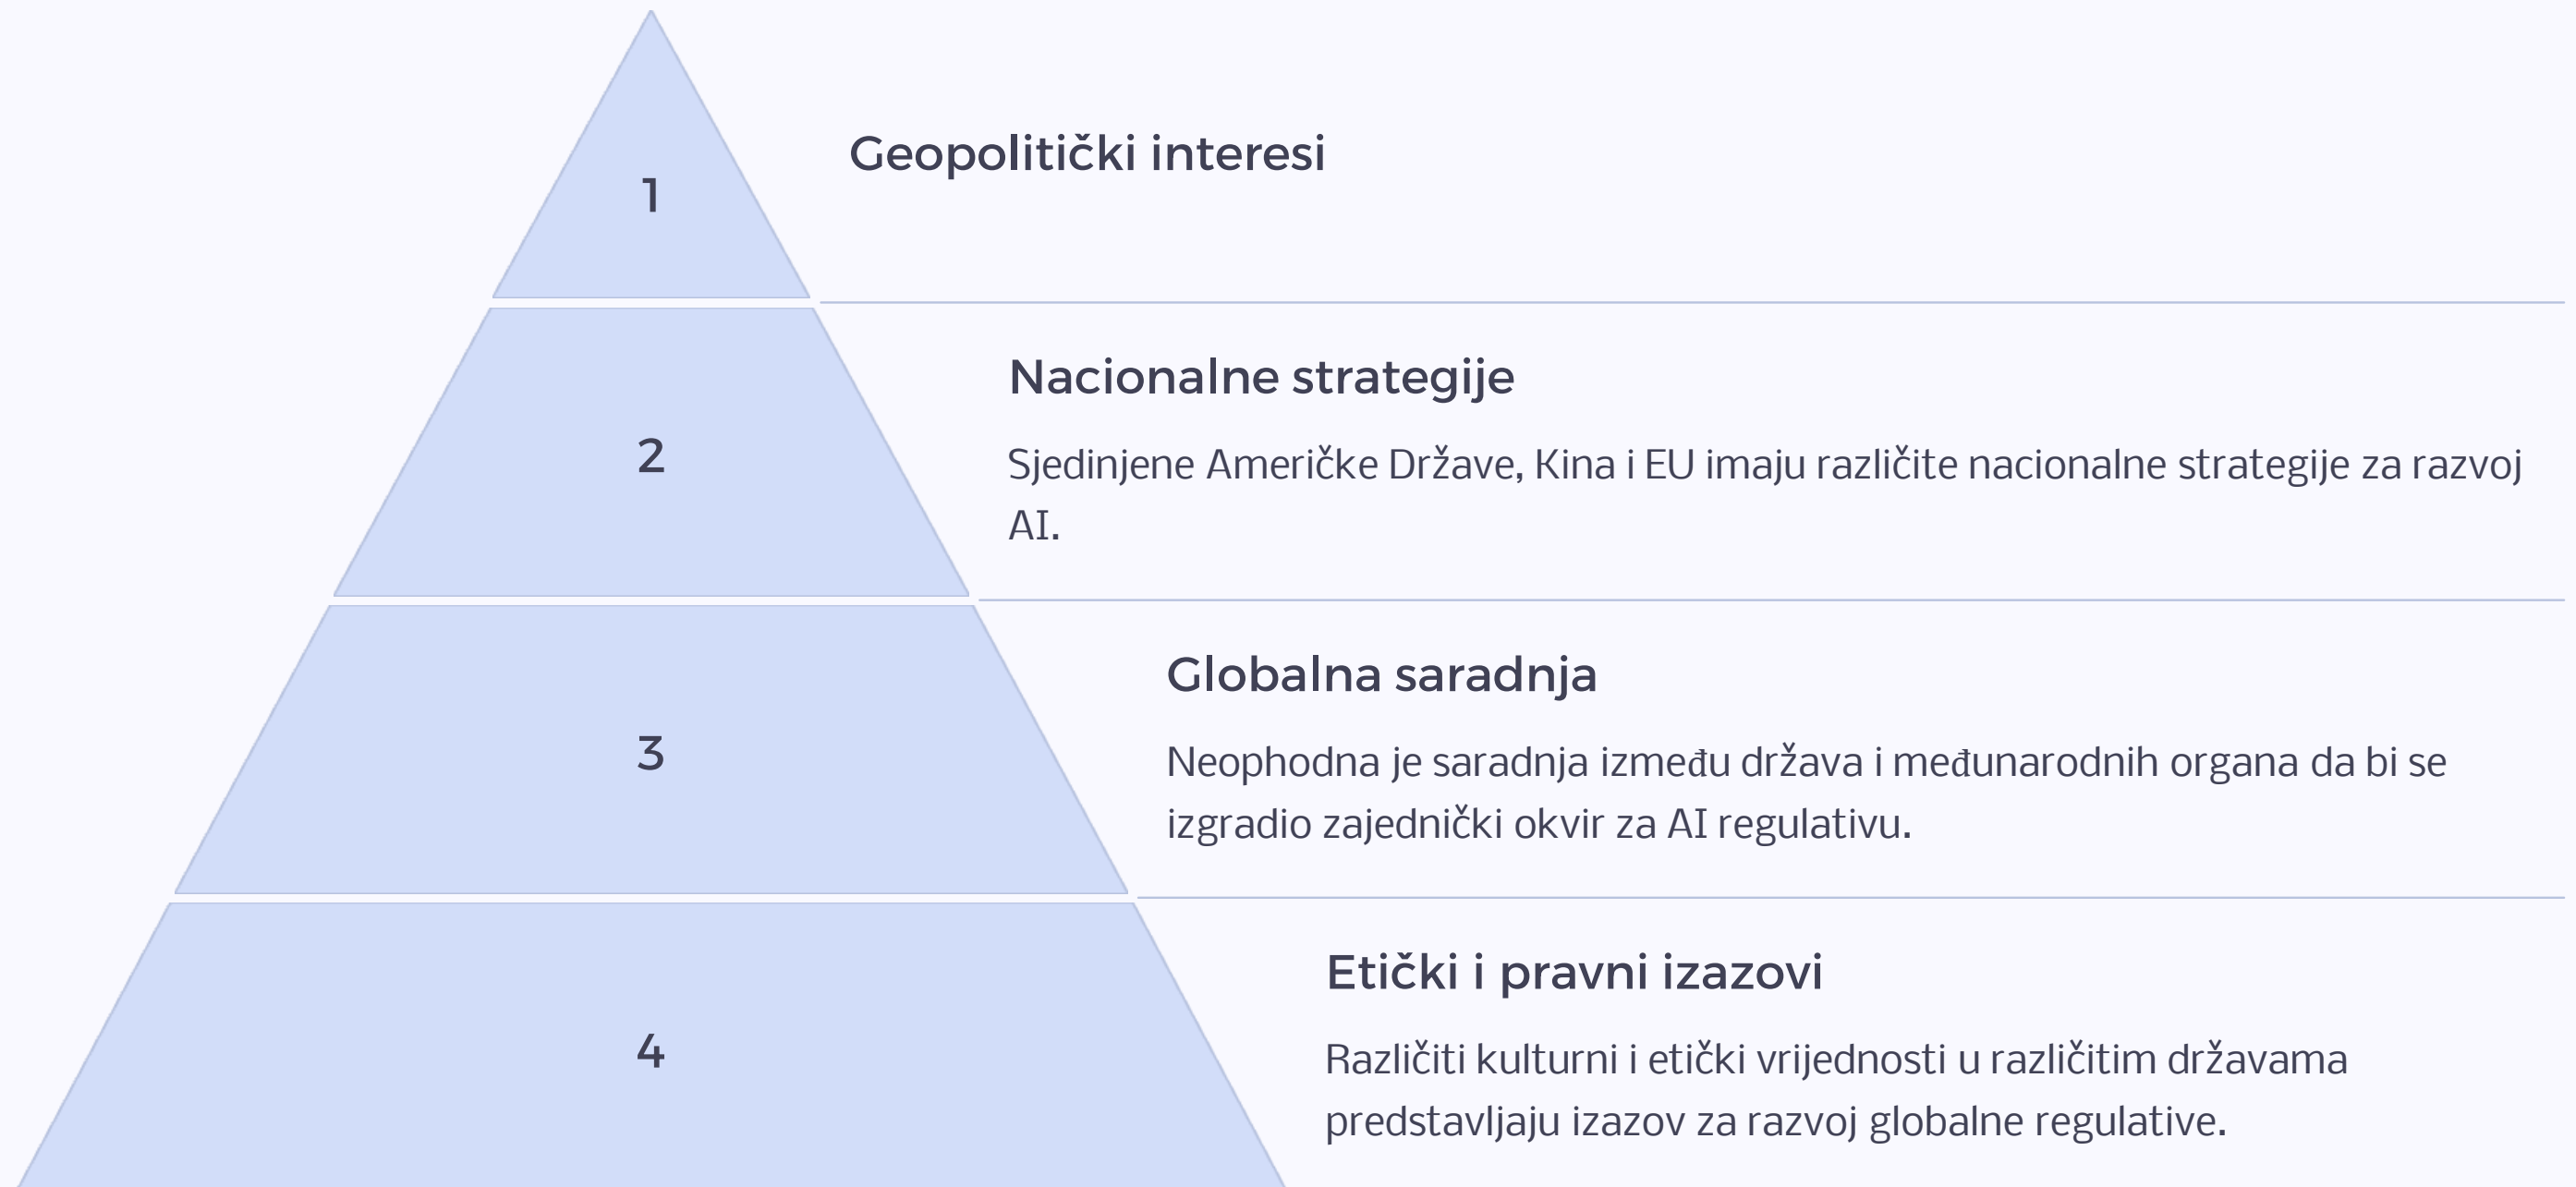 1
Geopolitički interesi
2
Nacionalne strategije
Sjedinjene Američke Države, Kina i EU imaju različite nacionalne strategije za razvoj
AI.
3
Globalna saradnja
Neophodna je saradnja između država i međunarodnih organa da bi se
izgradio zajednički okvir za AI regulativu.
4
Etički i pravni izazovi
Različiti kulturni i etički vrijednosti u različitim državama
predstavljaju izazov za razvoj globalne regulative.